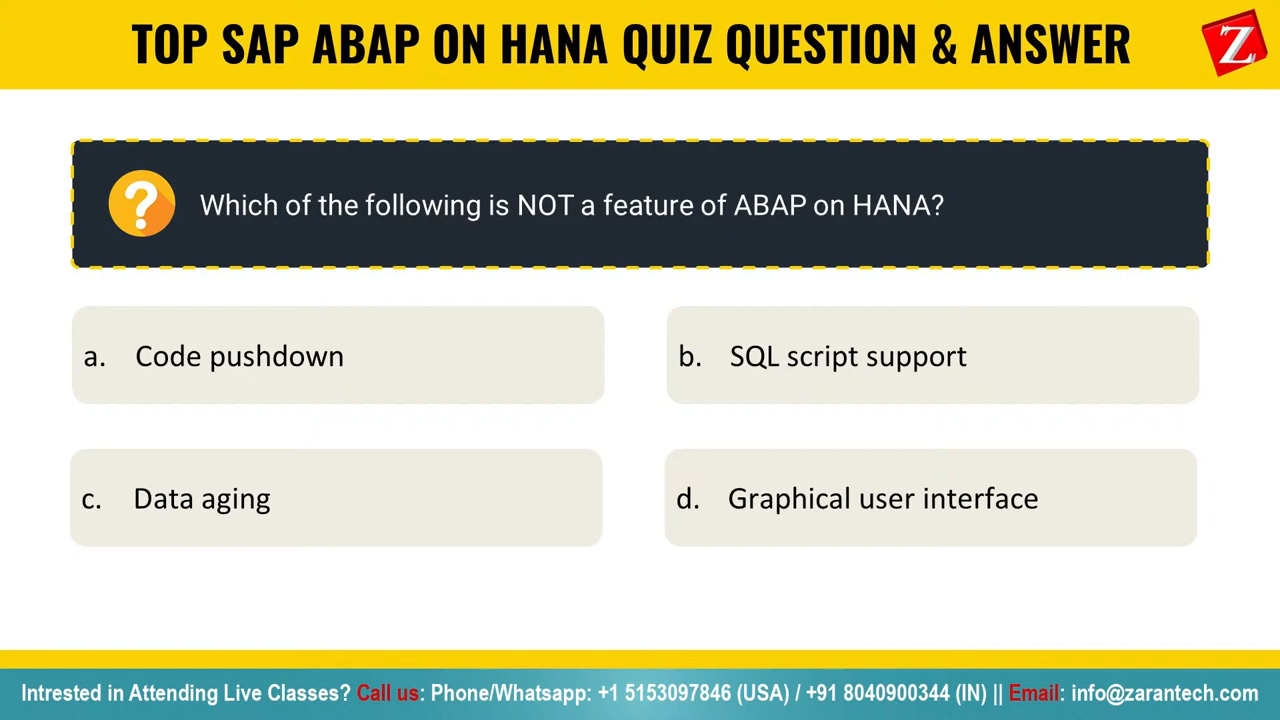 TOP SAP ABAP ON HANA QUIZ QUESTION & ANSWER
Z
?
Which of the following is NOT a feature of ABAP on HANA?
a. Code pushdown
b. SQL script support
c. Data aging
d. Graphical user interface
Intrested in Attending Live Classes? Call us: Phone/Whatsapp: +1 5153097846 (USA) / +91 8040900344 (IN) || Email: info@zarantech.com